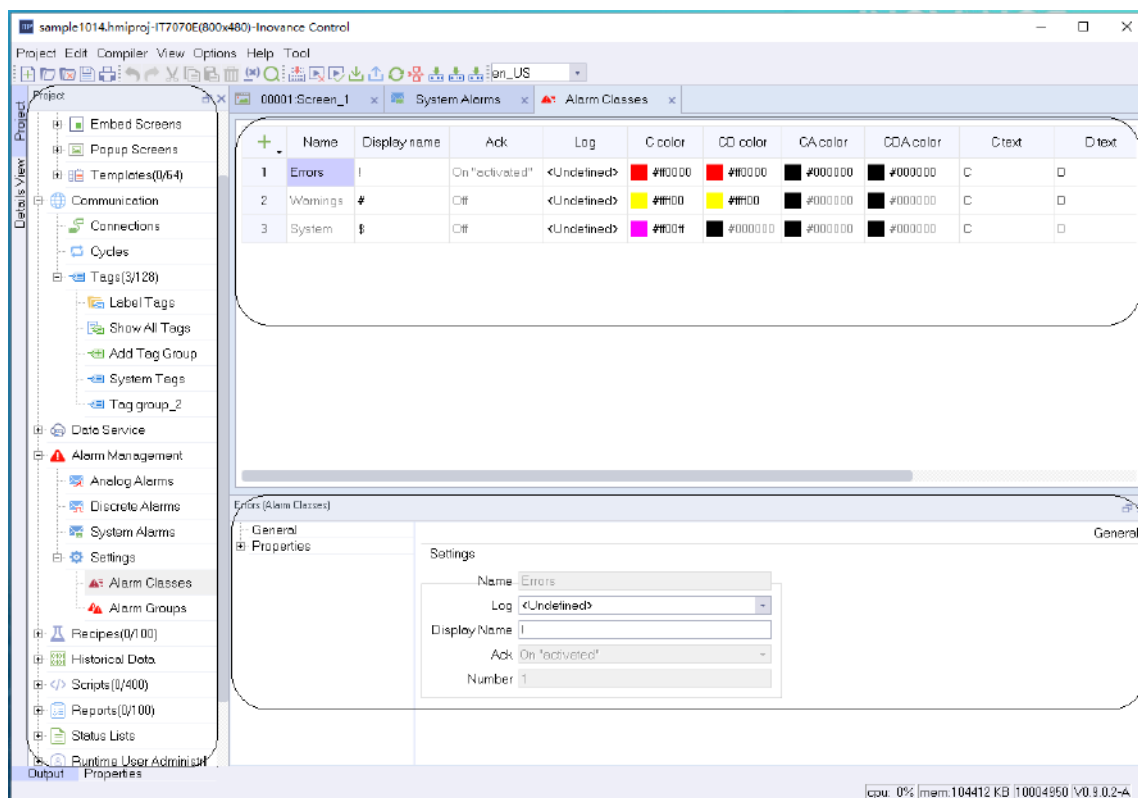 sample1014.hmiproj-IT7070E(800x480)-Inovance Control
Project Edit Compiler View Options Help Tool
en_US
Project
Details View
Project
Embed Screens
Popup Screens
Templates(0/64)
Communication
Connections
Cycles
Tags(3/128)
Label Tags
Show All Tags
Add Tag Group
System Tags
Tag group_2
Data Service
Alarm Management
Analog Alarms
Discrete Alarms
System Alarms
Settings
Alarm Classes
Alarm Groups
Recipes(0/100)
Historical Data
Scripts(0/400)
Reports(0/100)
Status Lists
Runtime User Administr
Output Properties
00001:Screen_1 x System Alarms x Alarm Classes x
Name Display name Ack Log C color CD color CA color CDA color C text D text
1 Errors ! On "activated" <Undefined> #ff0000 #ff0000 #000000 #000000 C D
2 Warnings # Off <Undefined> #ffff00 #ffff00 #000000 #000000 C D
3 System $ Off <Undefined> #ff00ff #000000 #000000 #000000 C D
Errors (Alarm Classes)
General
Properties
General
Settings
Name Errors
Log <Undefined>
Display Name !
Ack On "activated"
Number 1
cpu: 0% mem:104412 KB 10004950 V0.9.0.2-A